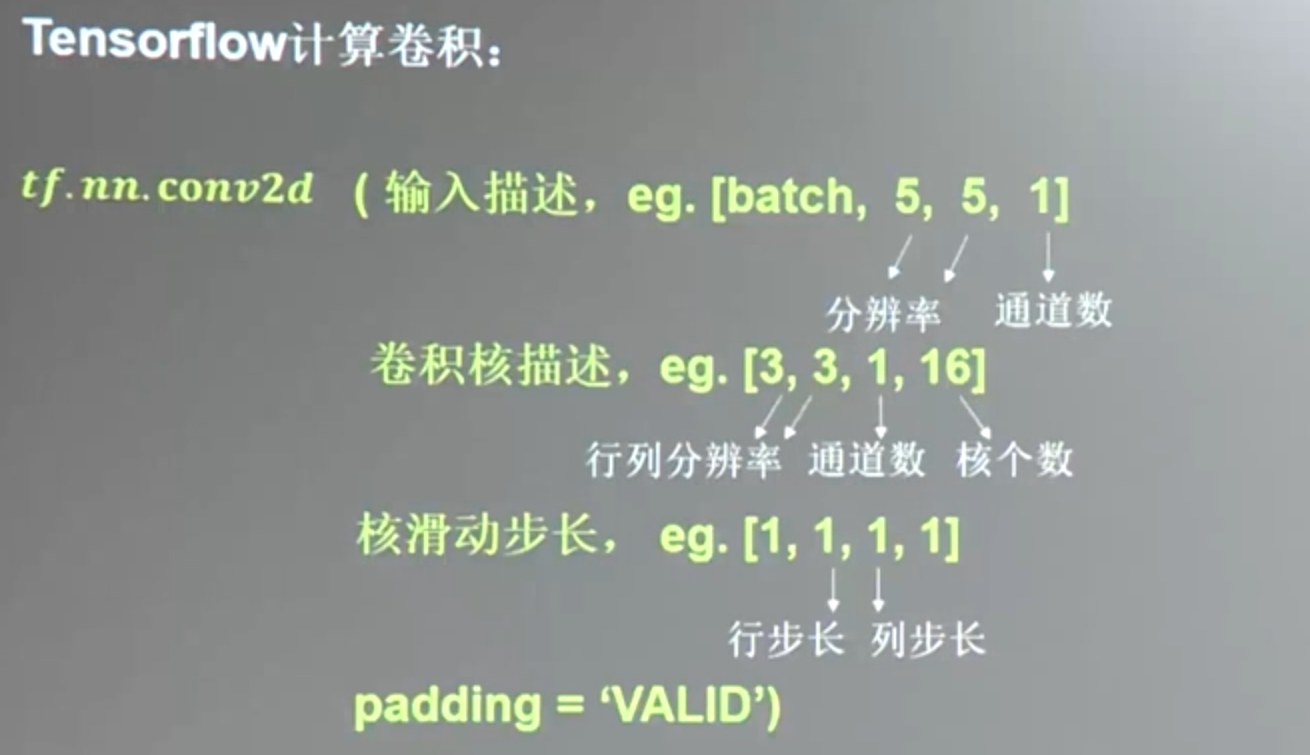 Tensorflow计算卷积：
tf.nn.conv2d ( 输入描述，eg. [batch, 5, 5, 1]
分辨率 通道数
卷积核描述，eg. [3, 3, 1, 16]
行列分辨率 通道数 核个数
核滑动步长， eg. [1, 1, 1, 1]
行步长 列步长
padding = ‘VALID’)